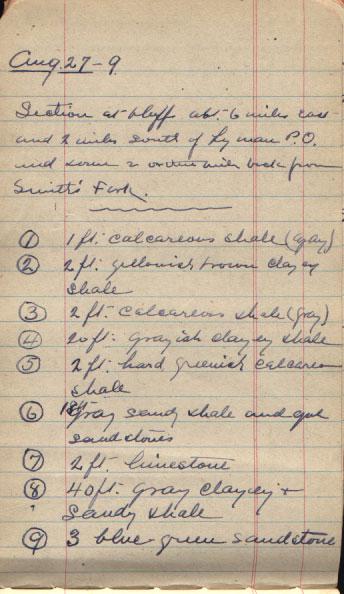 Aug. 27-9
Section at bluff abt. 6 miles east
and 2 miles south of Lyman P.O.
and some 2 or three miles back from
Smith's Fork.
① 1 ft. calcareous shale (gray)
② 2 ft. yellowish brown clayey
shale
③ 2 ft. calcareous shale (gray)
④ 20 ft. grayish clayey shale
⑤ 2 ft. hard greenish calcareous
shale
⑥ gray sandy shale and
sandstones
⑦ 2 ft. limestone
⑧ 40 ft. gray clayey +
sandy shale
⑨ 3 blue-green sandstone